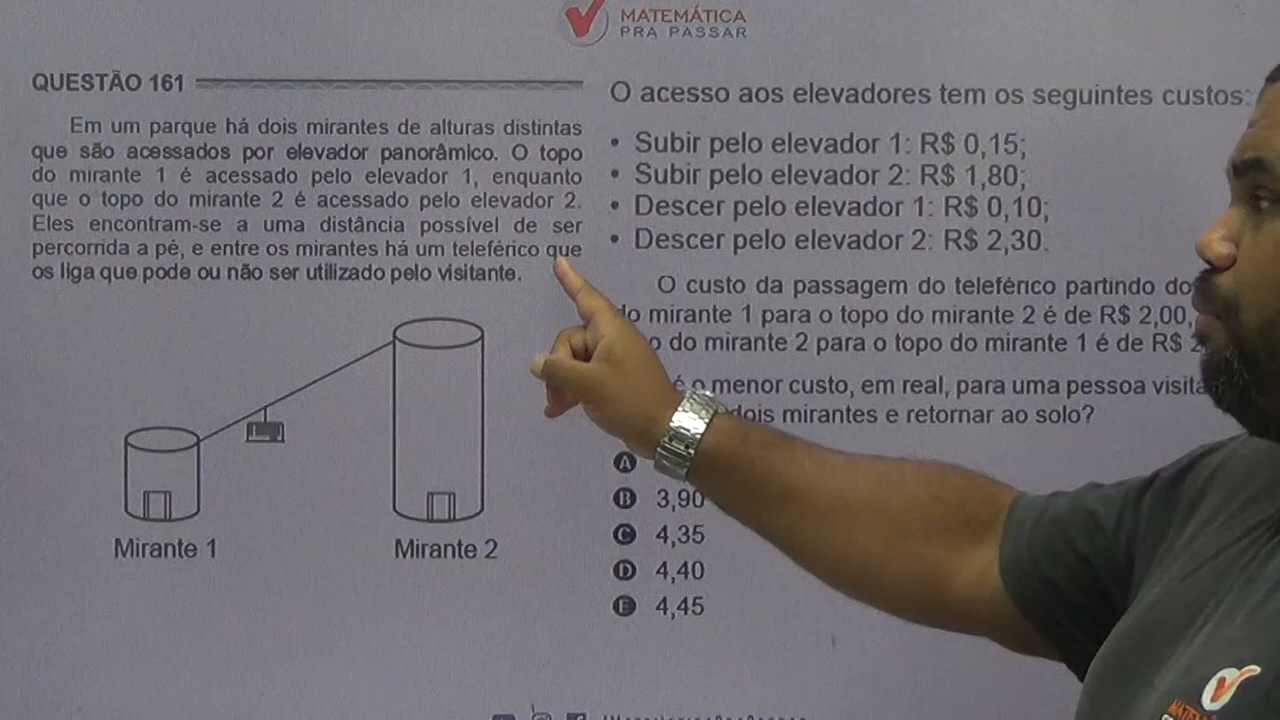 MATEMÁTICA
PRA PASSAR
QUESTÃO 161
Em um parque há dois mirantes de alturas distintas
que são acessados por elevador panorâmico. O topo
do mirante 1 é acessado pelo elevador 1, enquanto
que o topo do mirante 2 é acessado pelo elevador 2.
Eles encontram-se a uma distância possível de ser
percorrida a pé, e entre os mirantes há um teleférico que
os liga que pode ou não ser utilizado pelo visitante.
Mirante 1
Mirante 2
O acesso aos elevadores tem os seguintes custos:
• Subir pelo elevador 1: R$ 0,15;
• Subir pelo elevador 2: R$ 1,80;
• Descer pelo elevador 1: R$ 0,10;
• Descer pelo elevador 2: R$ 2,30.
O custo da passagem do teleférico partindo do
do mirante 1 para o topo do mirante 2 é de R$ 2,00,
do mirante 2 para o topo do mirante 1 é de R$ 2
é o menor custo, em real, para uma pessoa
dois mirantes e retornar ao solo?
A
B 3,90
C 4,35
D 4,40
E 4,45